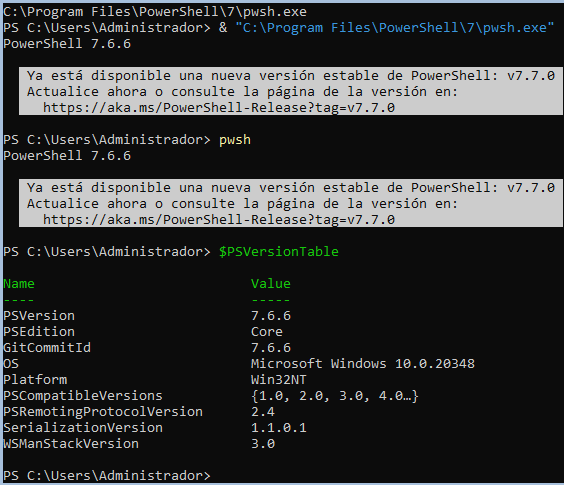 C:\Program Files\PowerShell\7\pwsh.exe
PS C:\Users\Administrador> & "C:\Program Files\PowerShell\7\pwsh.exe"
PowerShell 7.6.6
Ya está disponible una nueva versión estable de PowerShell: v7.7.0
Actualice ahora o consulte la página de la versión en:
https://aka.ms/PowerShell-Release?tag=v7.7.0
PS C:\Users\Administrador> pwsh
PowerShell 7.6.6
Ya está disponible una nueva versión estable de PowerShell: v7.7.0
Actualice ahora o consulte la página de la versión en:
https://aka.ms/PowerShell-Release?tag=v7.7.0
PS C:\Users\Administrador> $PSVersionTable
Name Value
---- -----
PSVersion 7.6.6
PSEdition Core
GitCommitId 7.6.6
OS Microsoft Windows 10.0.20348
Platform Win32NT
PSCompatibleVersions {1.0, 2.0, 3.0, 4.0…}
PSRemotingProtocolVersion 2.4
SerializationVersion 1.1.0.1
WSManStackVersion 3.0
PS C:\Users\Administrador>